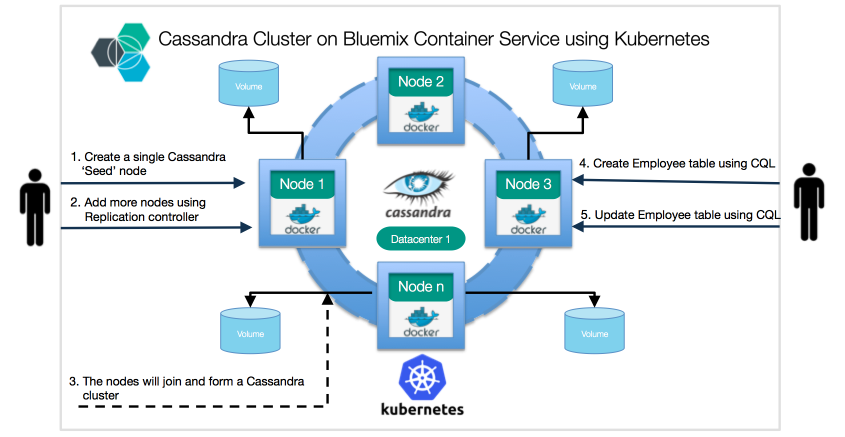 Cassandra Cluster on Bluemix Container Service using Kubernetes
Volume
Node 2
docker
Volume
1. Create a single Cassandra
‘Seed’ node
2. Add more nodes using
Replication controller
Node 1
docker
cassandra
Datacenter 1
Node 3
docker
4. Create Employee table using CQL
5. Update Employee table using CQL
Node n
docker
Volume
Volume
3. The nodes will join and form a Cassandra
cluster
kubernetes